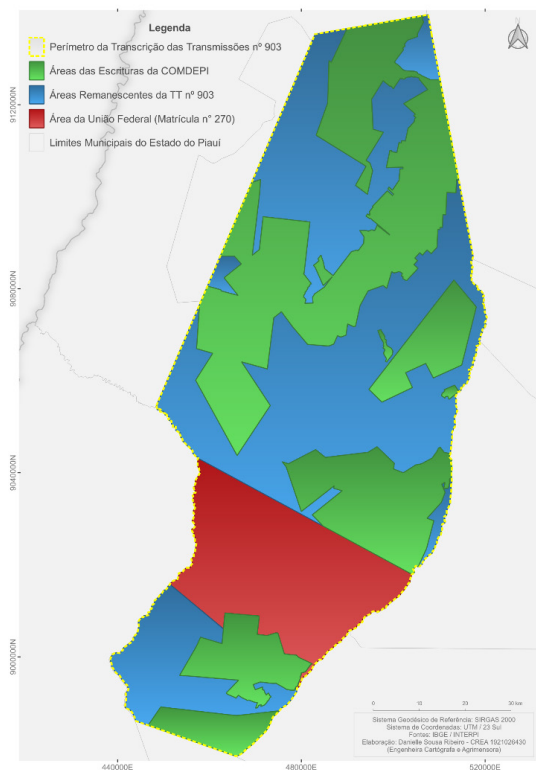 Legenda
Perímetro da Transcrição das Transmissões nº 903
Áreas das Escrituras da COMDEPI
Áreas Remanescentes da TT nº 903
Área da União Federal (Matrícula n° 270)
Limites Municipais do Estado do Piauí
N
9120000N
9080000N
9040000N
9000000N
440000E
480000E
520000E
0 10 20 30 km
Sistema Geodésico de Referência: SIRGAS 2000
Sistema de Coordenadas: UTM / 23 Sul
Fontes: IBGE / INTERPI
Elaboração: Danielle Sousa Ribeiro - CREA 1921026430
(Engenheira Cartógrafa e Agrimensora)